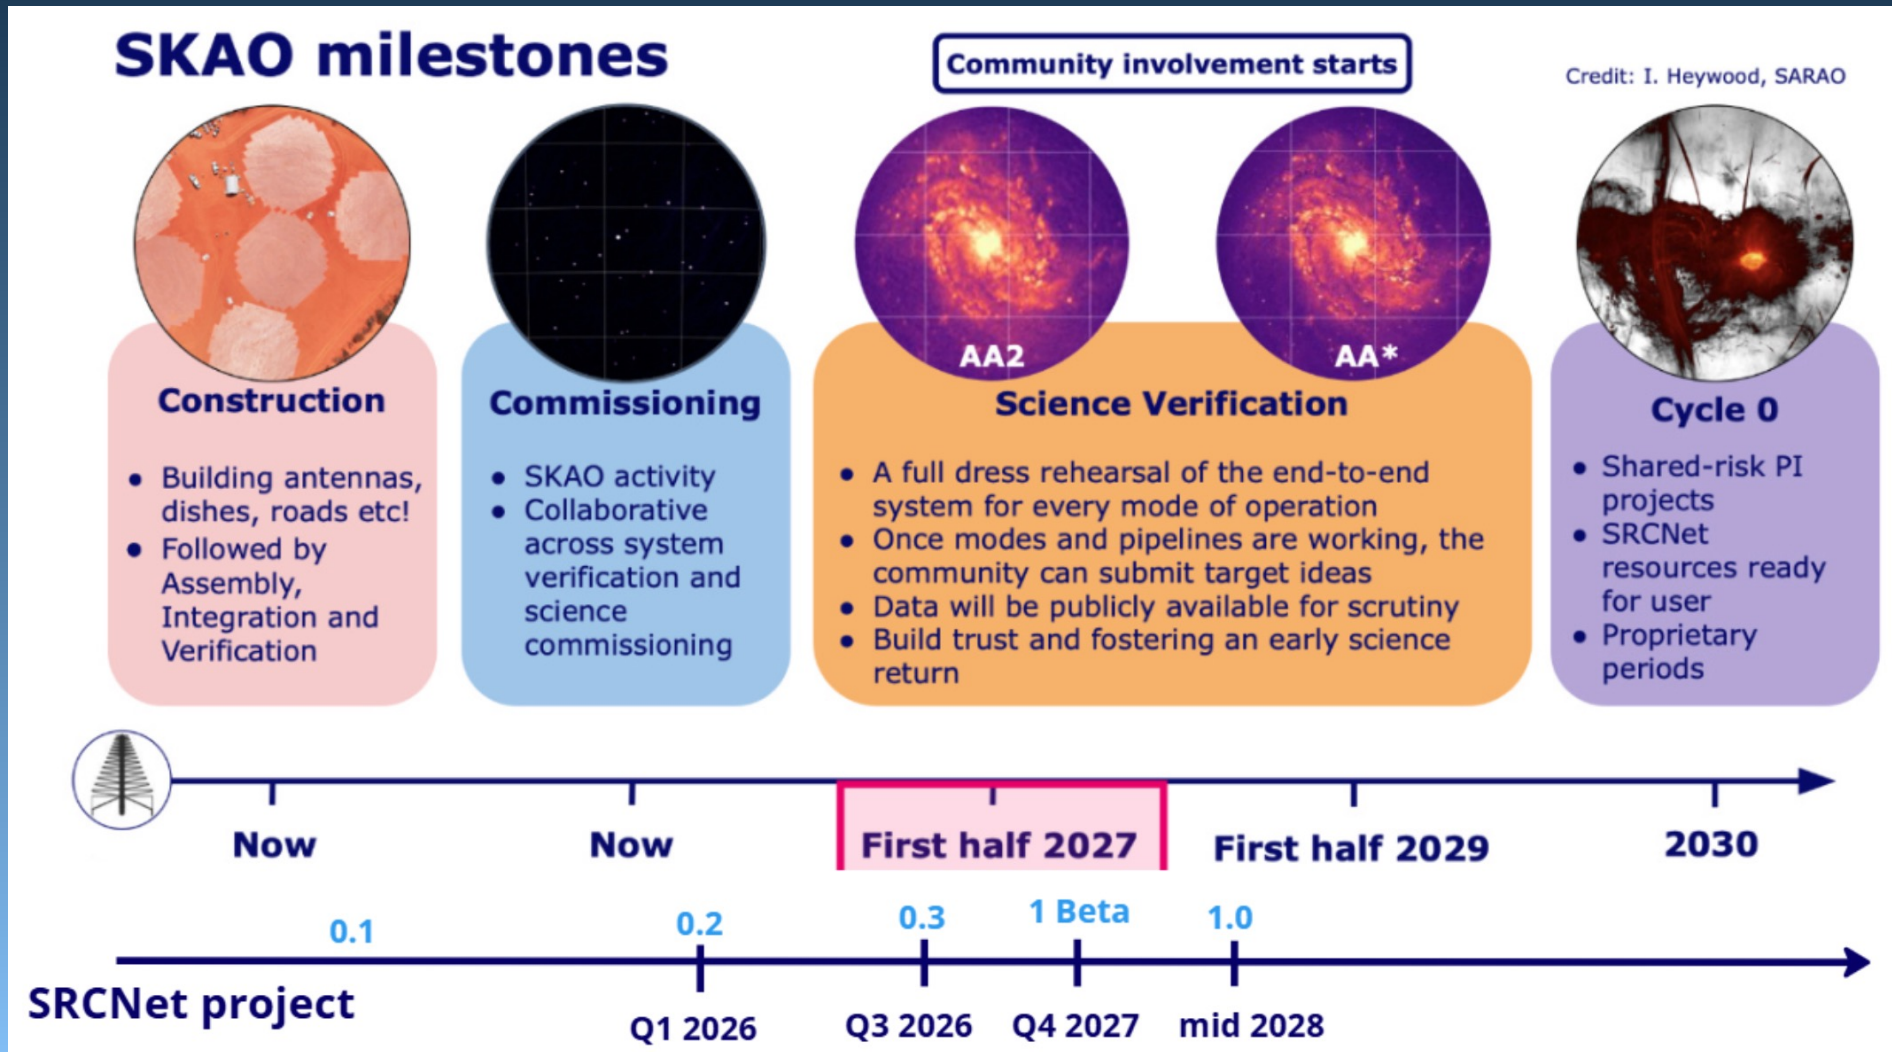 SKAO milestones
Community involvement starts
Credit: I. Heywood, SARAO
Construction
● Building antennas,
dishes, roads etc!
● Followed by
Assembly,
Integration and
Verification
Commissioning
● SKAO activity
● Collaborative
across system
verification and
science
commissioning
AA2
AA*
Science Verification
● A full dress rehearsal of the end-to-end
system for every mode of operation
● Once modes and pipelines are working, the
community can submit target ideas
● Data will be publicly available for scrutiny
● Build trust and fostering an early science
return
Cycle 0
● Shared-risk PI
projects
● SRCNet
resources ready
for user
● Proprietary
periods
Now
Now
First half 2027
First half 2029
2030
0.1
0.2
0.3
1 Beta
1.0
SRCNet project
Q1 2026
Q3 2026
Q4 2027
mid 2028